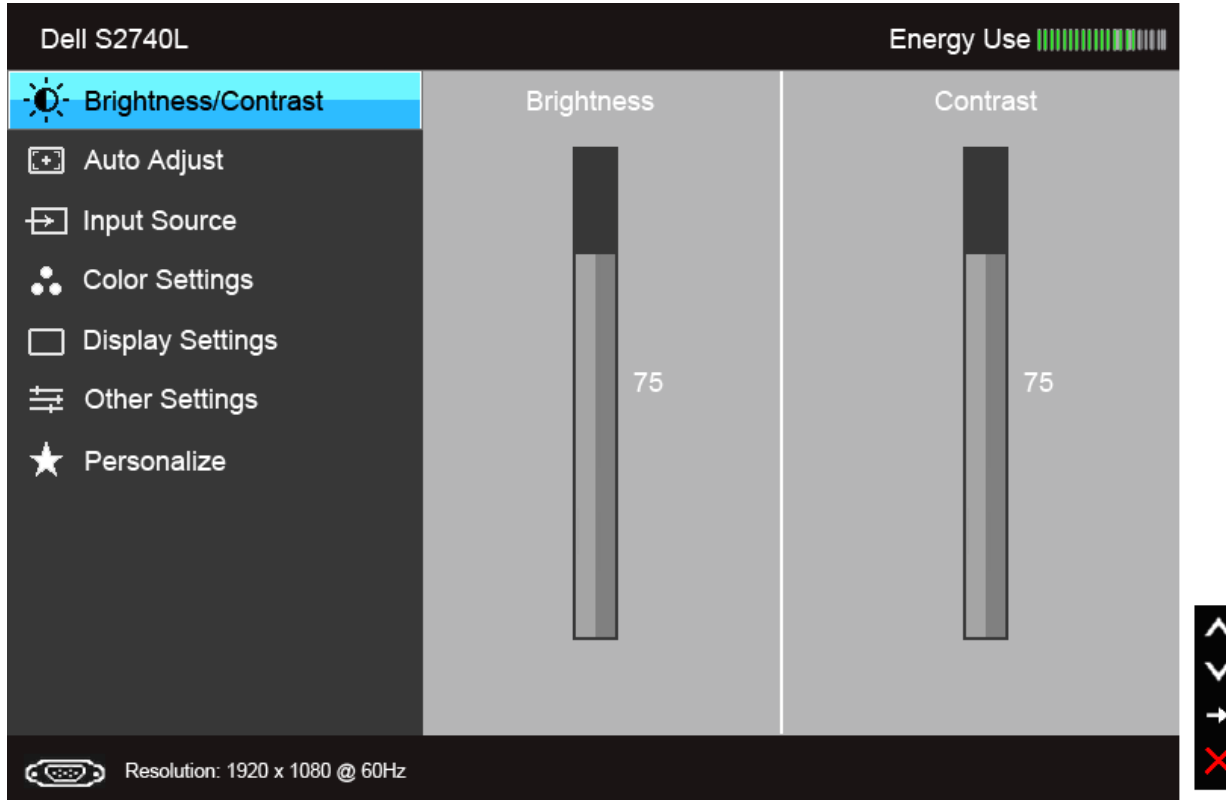 Dell S2740L
Energy Use
Brightness/Contrast
Auto Adjust
Input Source
Color Settings
Display Settings
Other Settings
Personalize
Brightness
75
Contrast
75
Resolution: 1920 x 1080 @ 60Hz